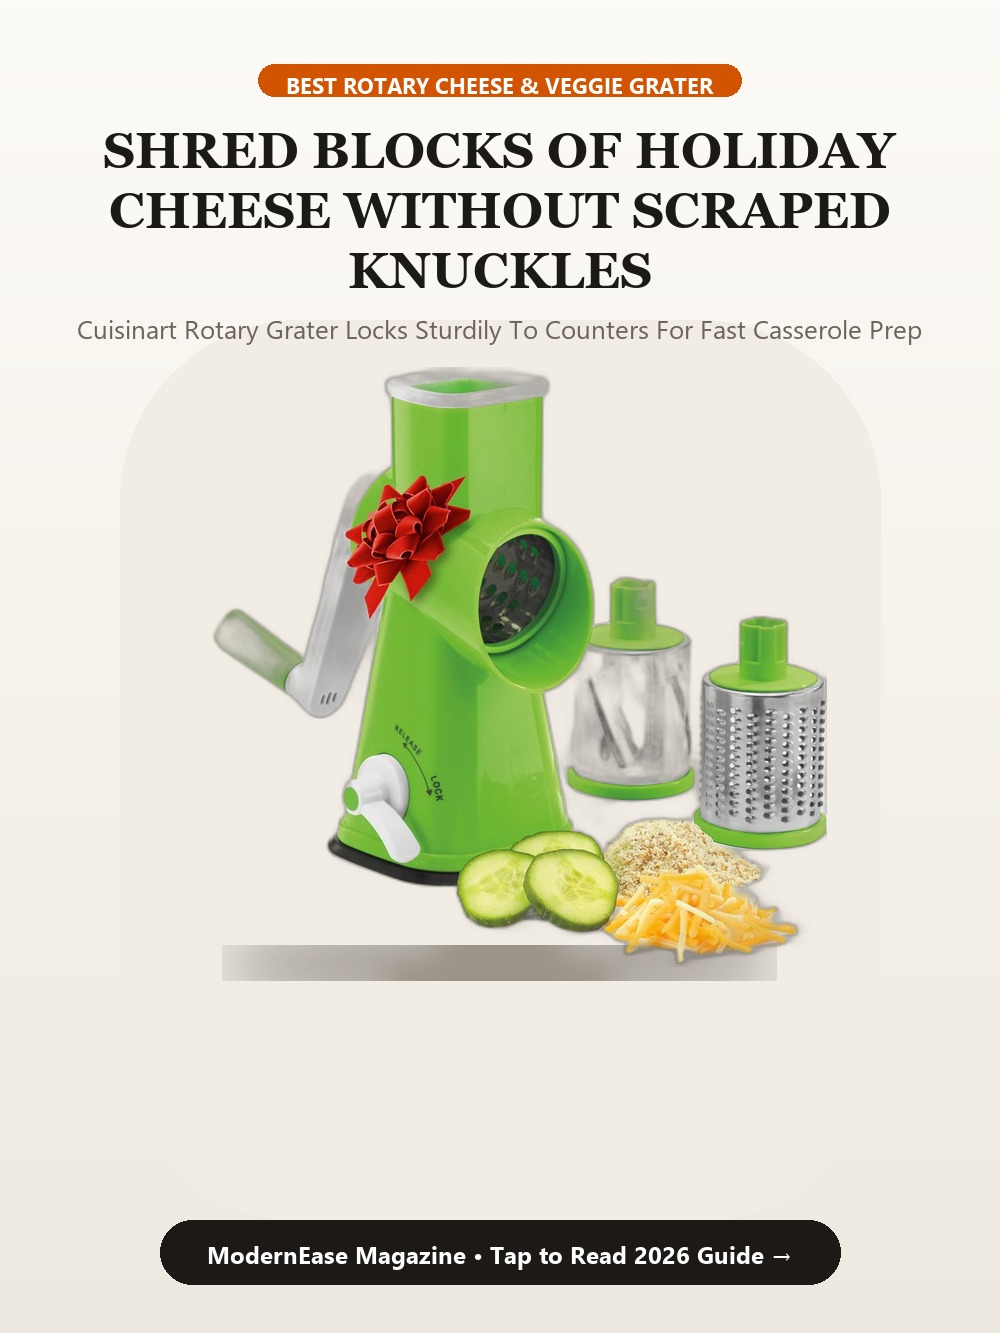 BEST ROTARY CHEESE & VEGGIE GRATER
SHRED BLOCKS OF HOLIDAY
CHEESE WITHOUT SCRAPED
KNUCKLES
Cuisinart Rotary Grater Locks Sturdily To Counters For Fast Casserole Prep
RELEASE
LOCK
ModernEase Magazine • Tap to Read 2026 Guide →